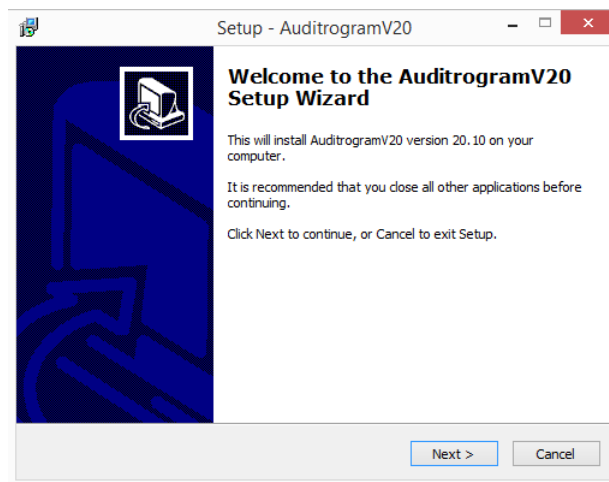 Setup - AuditrogramV20
Welcome to the AuditrogramV20
Setup Wizard
This will install AuditrogramV20 version 20.10 on your
computer.
It is recommended that you close all other applications before
continuing.
Click Next to continue, or Cancel to exit Setup.
Next >
Cancel